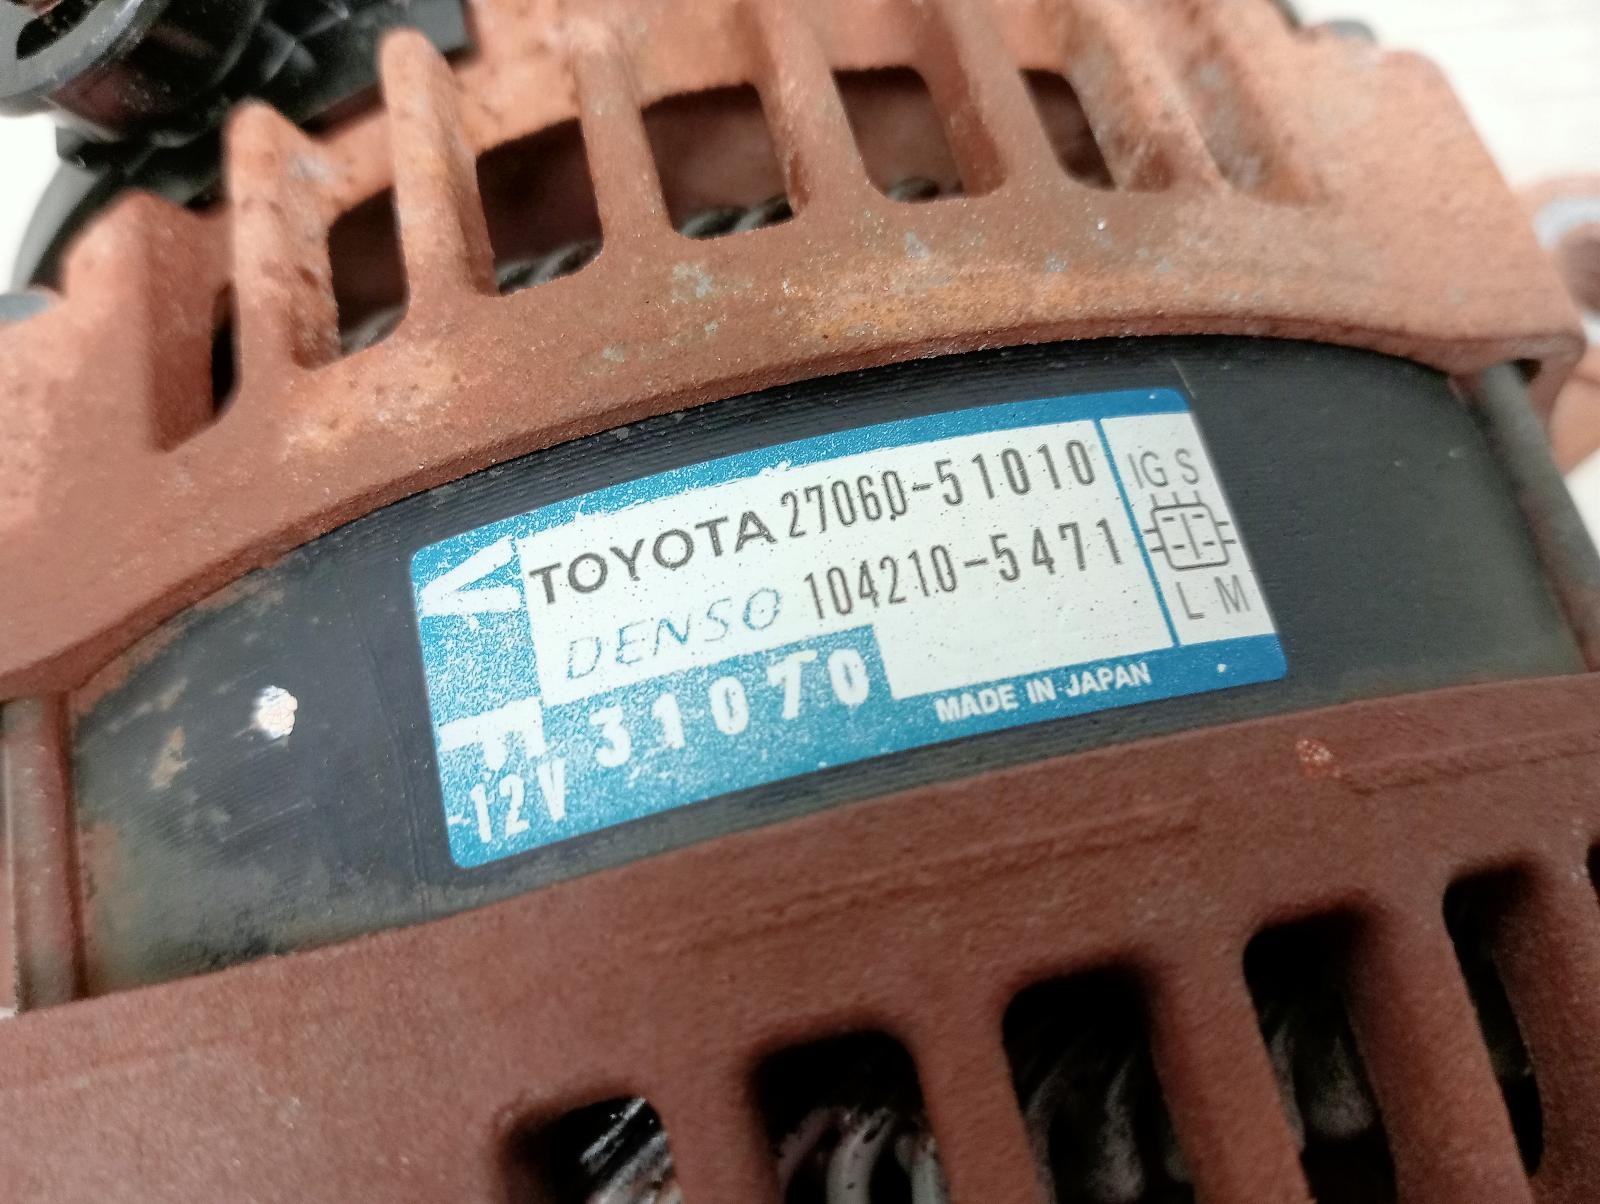 TOYOTA 27060-51010
DENSO 104210-5471
IG S
L M
31070
12V
MADE IN JAPAN